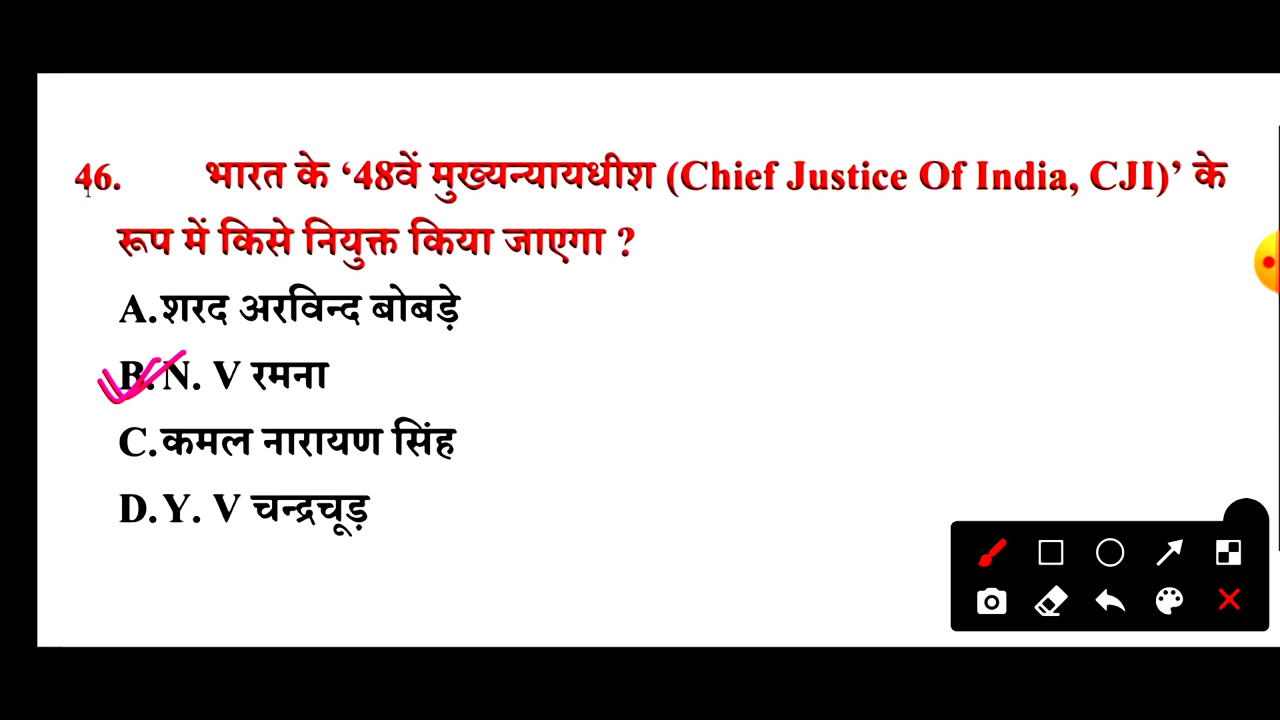 46. भारत के ‘48वें मुख्यन्यायधीश (Chief Justice Of India, CJI)’ के
रूप में किसे नियुक्त किया जाएगा ?
A.शरद अरविन्द बोबड़े
B.N. V रमना
C.कमल नारायण सिंह
D.Y. V चन्द्रचूड़